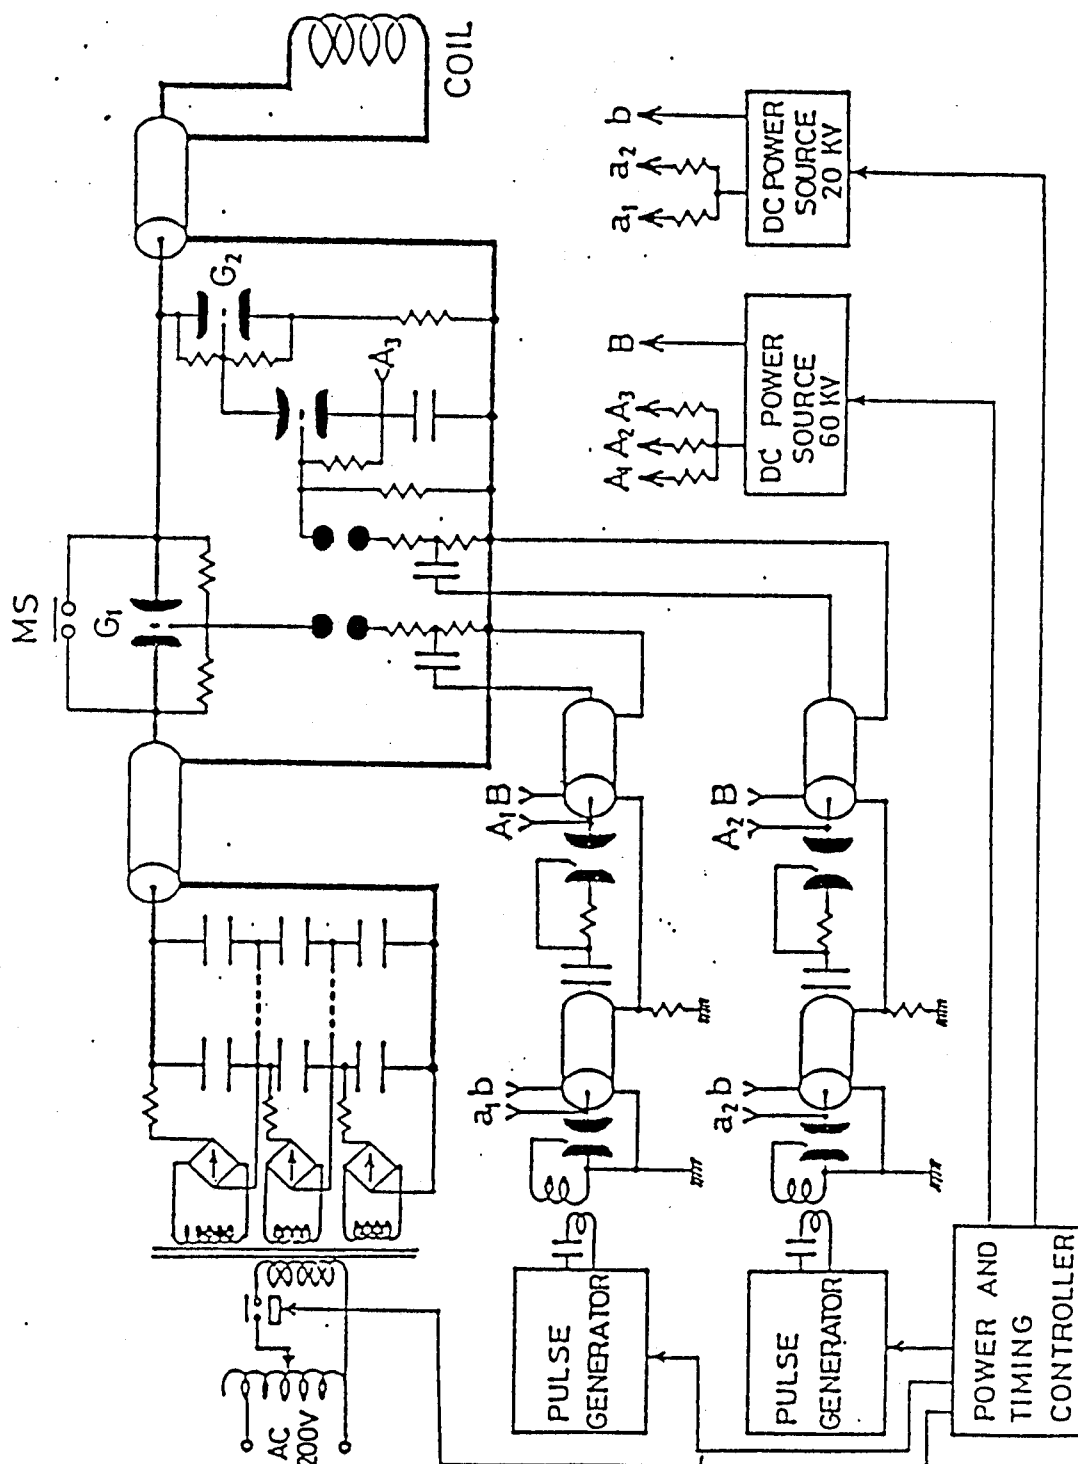 COIL
G₂
A₃
MS
G₁
a₁ a₂ b
DC POWER
SOURCE
20 KV
A₁ A₂ A₃ B
DC POWER
SOURCE
60 KV
A₁ B
A₂ B
a₁ b
a₂ b
AC
200V
PULSE
GENERATOR
PULSE
GENERATOR
POWER AND
TIMING
CONTROLLER